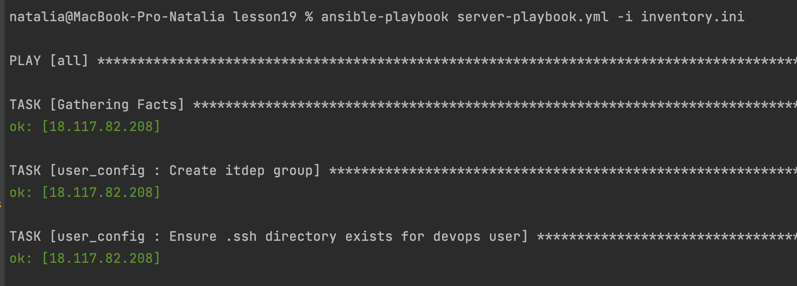 natalia@MacBook-Pro-Natalia lesson19 % ansible-playbook server-playbook.yml -i inventory.ini
PLAY [all] *****************************************************************************************
TASK [Gathering Facts] *****************************************************************************
ok: [18.117.82.208]
TASK [user_config : Create itdep group] ************************************************************
ok: [18.117.82.208]
TASK [user_config : Ensure .ssh directory exists for devops user] **********************************
ok: [18.117.82.208]